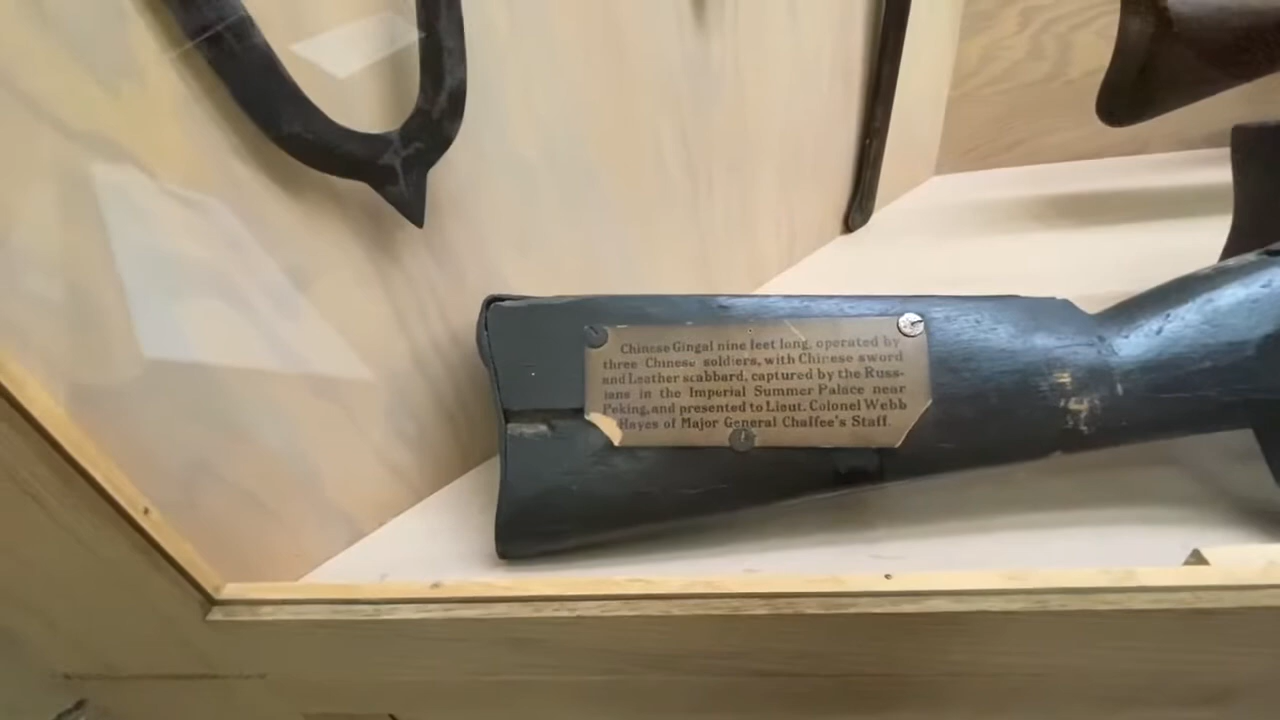 Chinese Gingal nine feet long, operated by
three Chinese soldiers, with Chinese sword
and Leather scabbard, captured by the Russ-
ians in the Imperial Summer Palace near
Peking, and presented to Lieut. Colonel Webb
Hayes of Major General Chaffee's Staff.